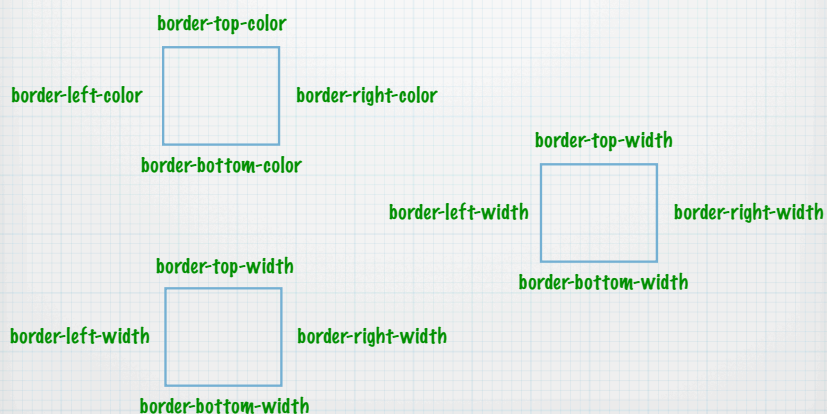 border-top-color
border-left-color
border-right-color
border-bottom-color
border-top-width
border-left-width
border-right-width
border-bottom-width
border-top-width
border-left-width
border-right-width
border-bottom-width